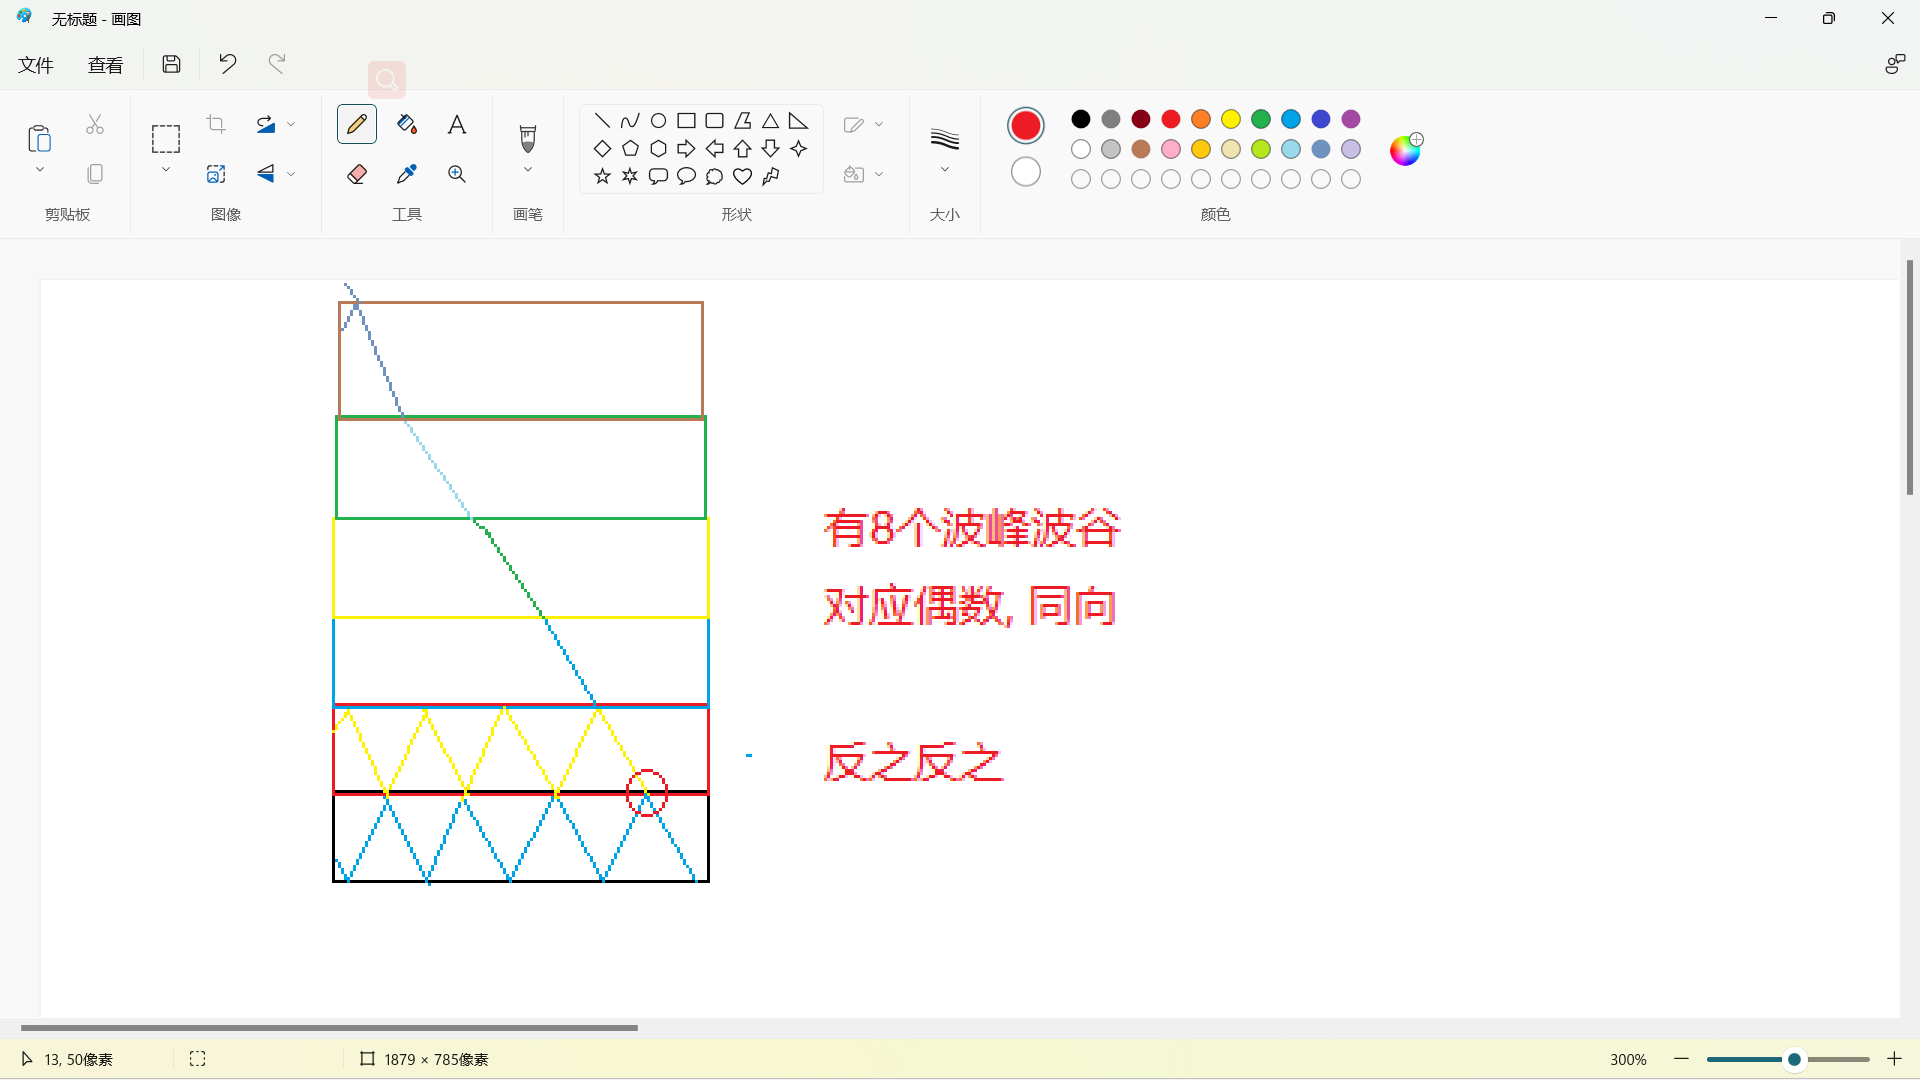 无标题 - 画图
文件 查看
剪贴板 图像 工具 画笔 形状 大小 颜色
有8个波峰波谷
对应偶数, 同向
反之反之
13, 50像素 1879 × 785像素 300%